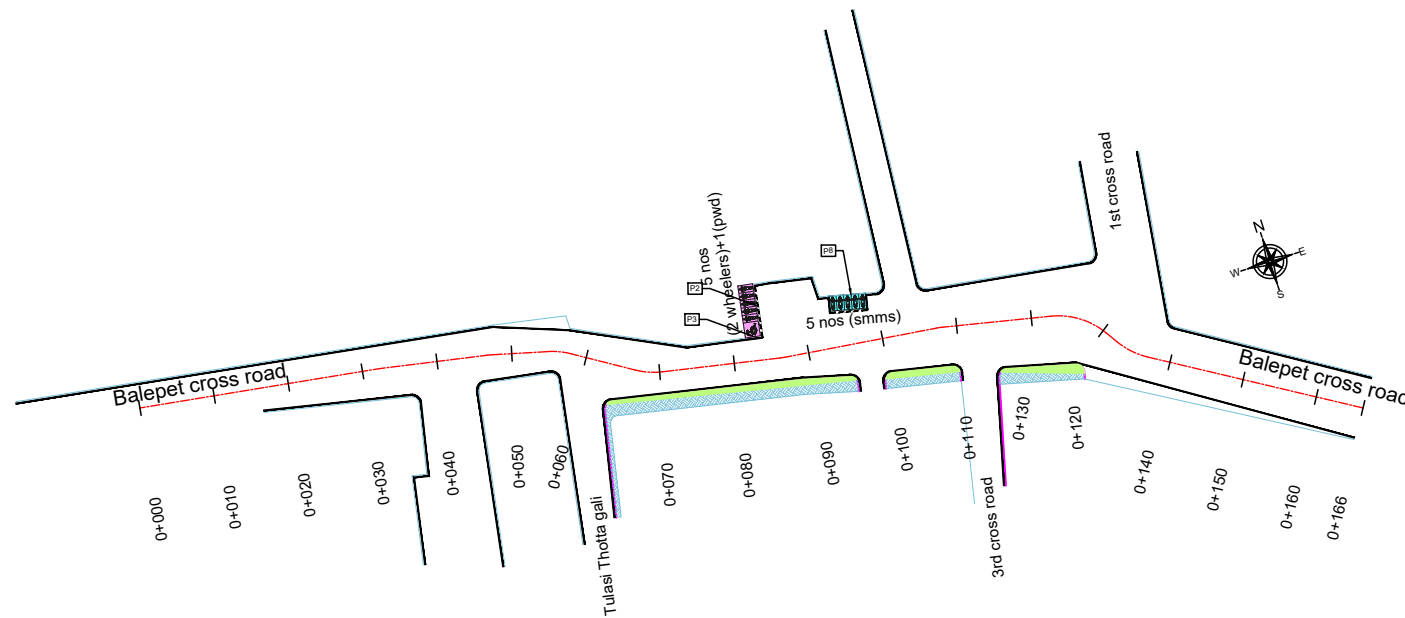 1st cross road
N
E
W
S
5 nos
(2 wheelers)+1(pwd)
P2
P3
P8
5 nos (smms)
Balepet cross road
Balepet cross road
0+000
0+010
0+020
0+030
0+040
0+050
0+060
0+070
0+080
0+090
0+100
0+110
0+130
0+120
0+140
0+150
0+160
0+166
Tulasi Thotta gali
3rd cross road